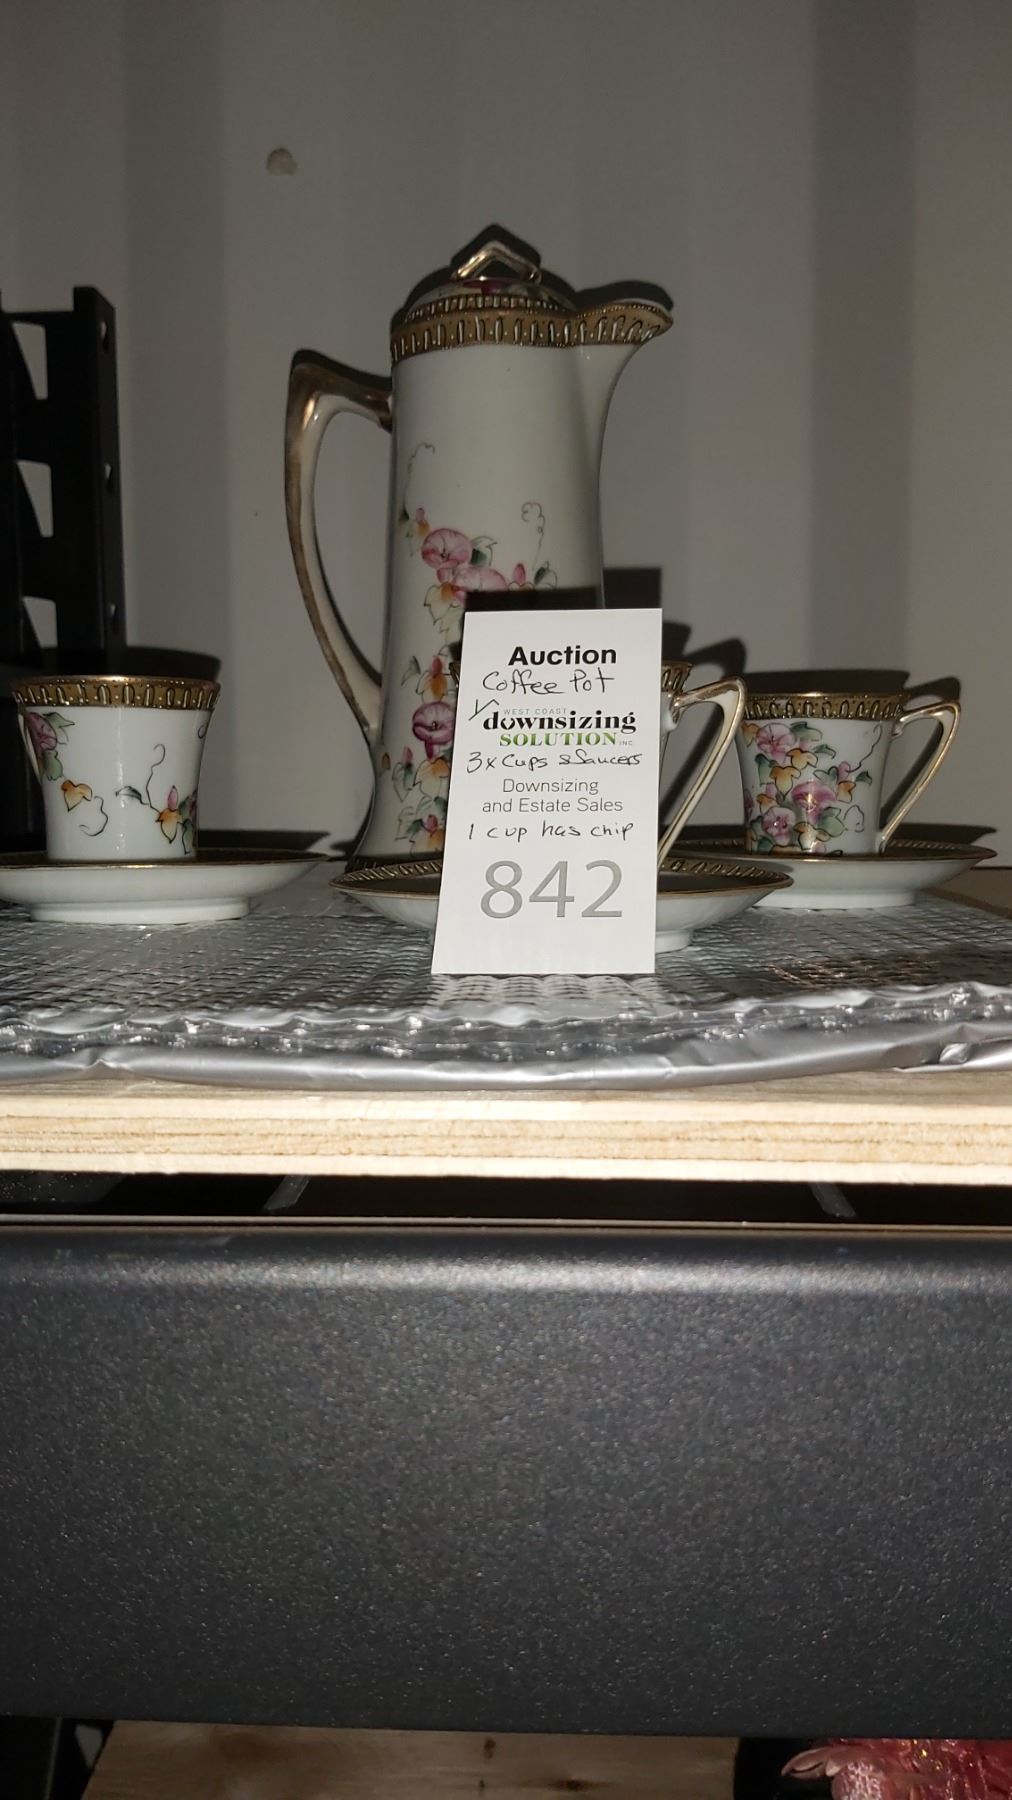 Auction
Coffee Pot
WEST COAST
downsizing
SOLUTION INC
3x Cups & Saucers
Downsizing
and Estate Sales
1 cup has chip
842